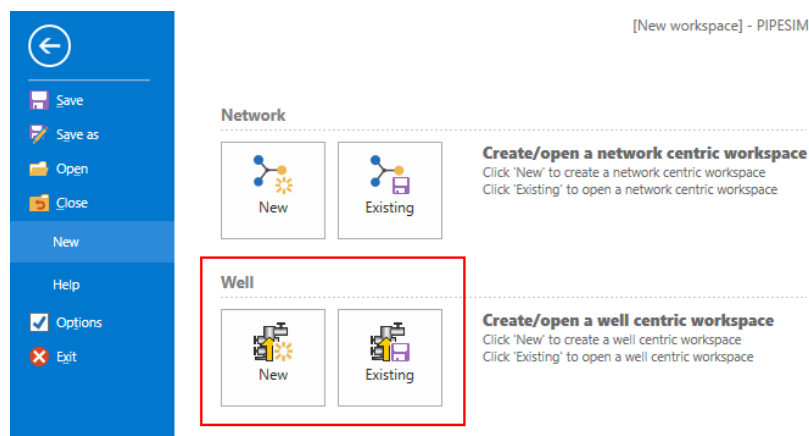 [New workspace] - PIPESIM
Save
Save as
Open
Close
New
Help
Options
Exit
Network
New
Existing
Create/open a network centric workspace
Click 'New' to create a network centric workspace
Click 'Existing' to open a network centric workspace
Well
New
Existing
Create/open a well centric workspace
Click 'New' to create a well centric workspace
Click 'Existing' to open a well centric workspace